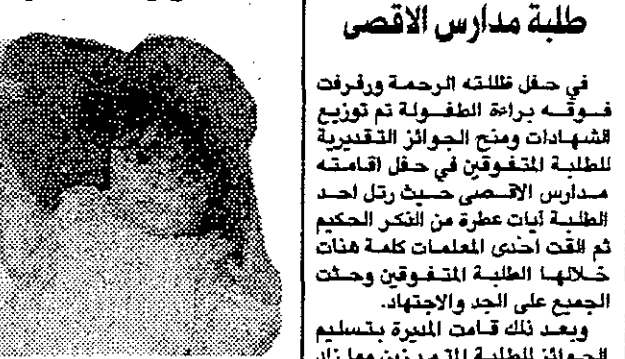 طلبة مدارس الاقصى
في حفل ظللته الرحمة ورفرفت
فوقه براءة الطفولة تم توزيع
الشهادات ومنح الجوائز التقديرية
للطلبة المتفوقين في حفل اقامته
مدارس الاقصى حيث رتل احد
الطلبة آيات عطرة من الذكر الحكيم
ثم القت احدى المعلمات كلمة هنات
خلالها الطلبة المتفوقين وحثت
الجميع على الجد والاجتهاد.
وبعد ذلك قامت المديرة بتسليم